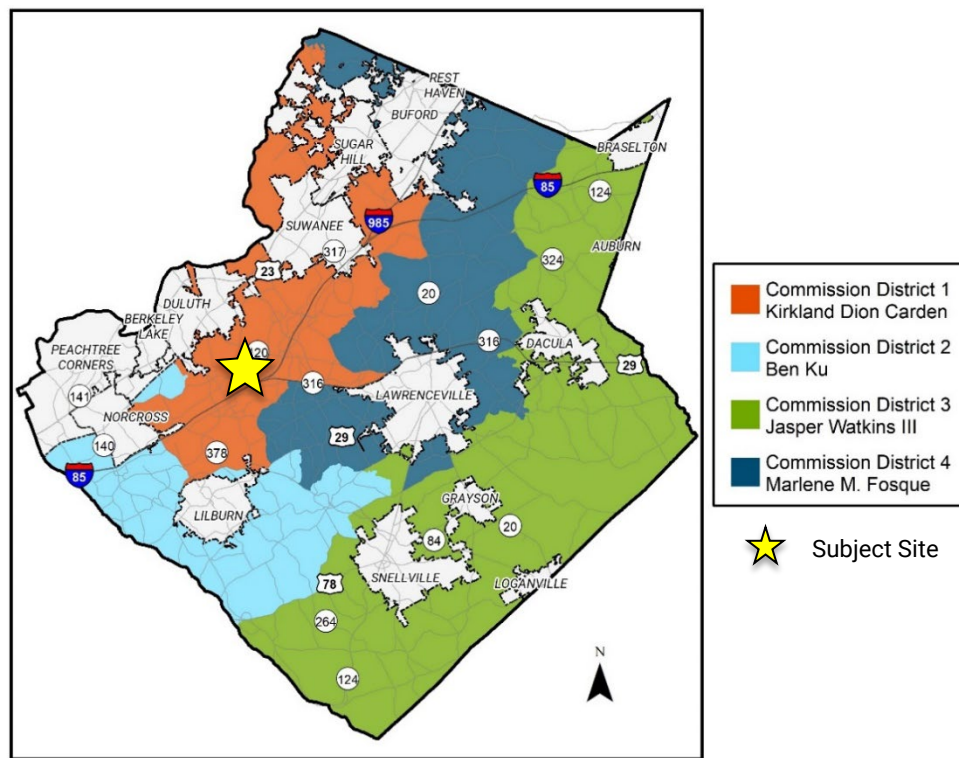 REST
HAVEN
BUFORD
SUGAR
HILL
BRASELTON
85
124
985
SUWANEE
317
AUBURN
324
23
20
DULUTH
BERKELEY
LAKE
PEACHTREE
CORNERS
141
316
DACULA
29
316
LAWRENCEVILLE
NORCROSS
140
29
378
85
LILBURN
GRAYSON
20
84
SNELLVILLE
LOGANVILLE
78
264
124
N
Commission District 1
Kirkland Dion Carden
Commission District 2
Ben Ku
Commission District 3
Jasper Watkins III
Commission District 4
Marlene M. Fosque
Subject Site